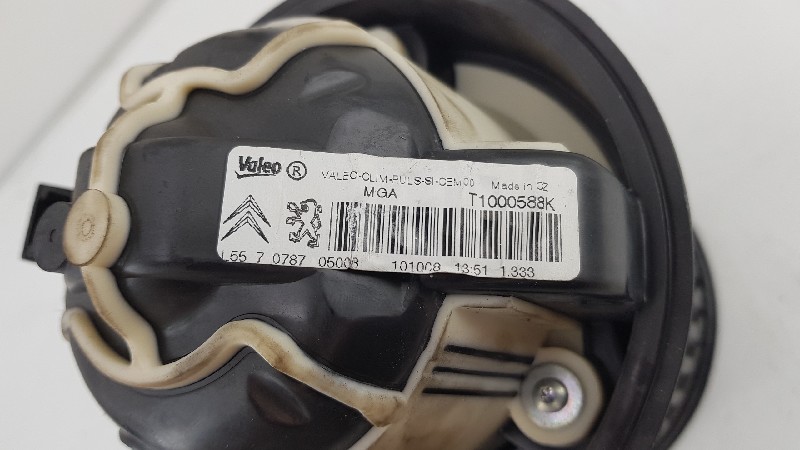 Valeo ® VALEO-CLIM-PULS-SI-CEM00 Made in CZ
MGA T1000588K
L55 7 0787 05008 101008 13:51 1.333